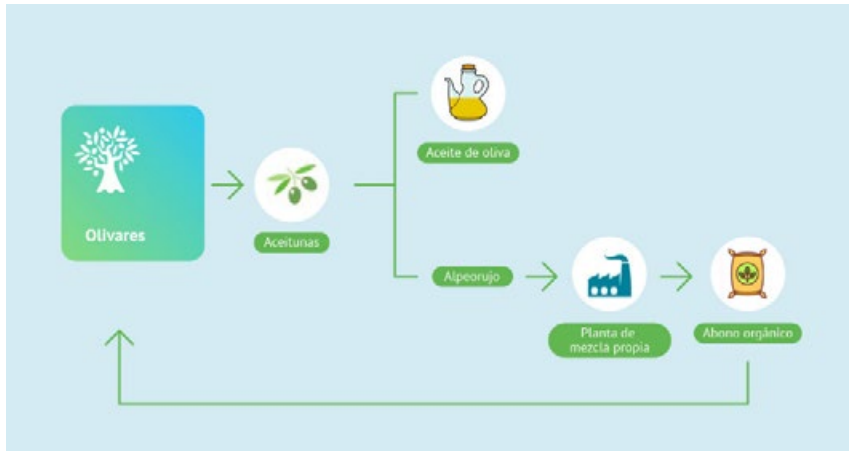 Olivares
Aceitunas
Aceite de oliva
Alpeorujo
Planta de
mezcla propia
Abono orgánico